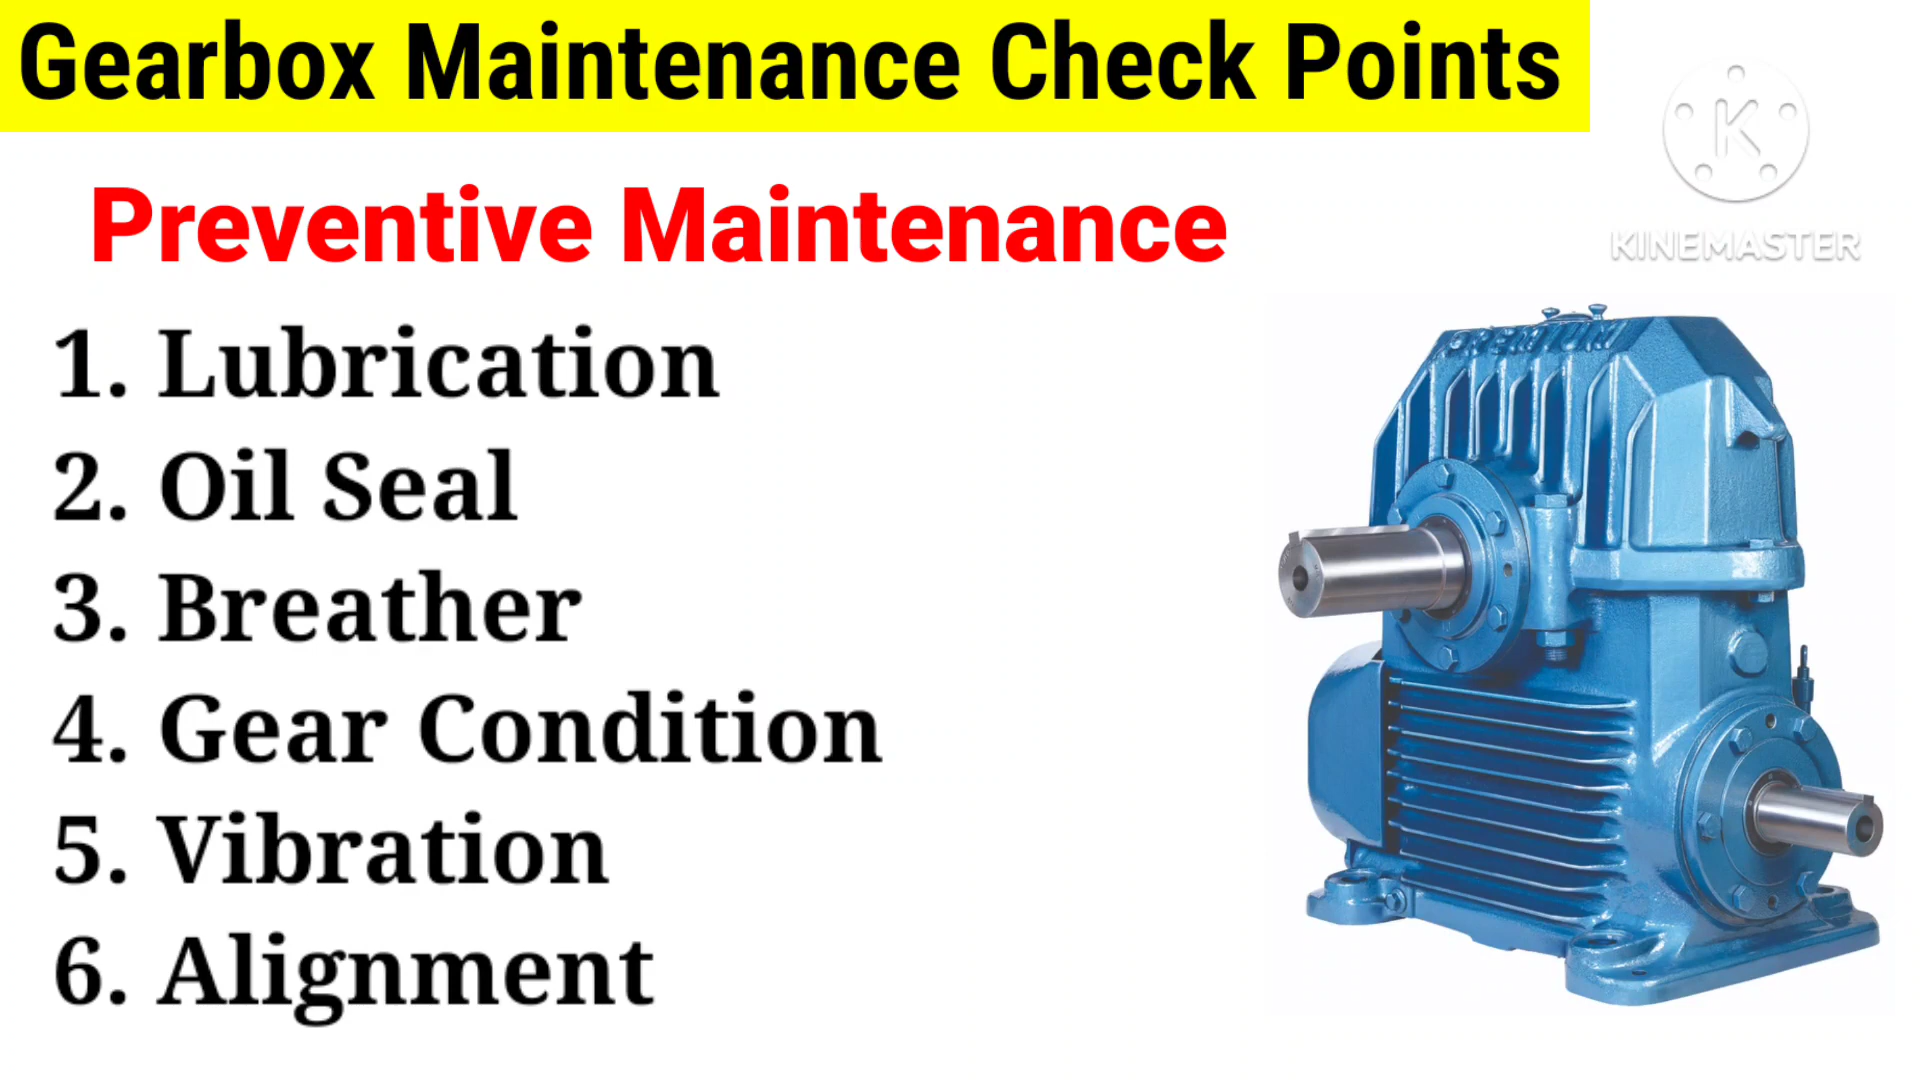 Gearbox Maintenance Check Points
K
KINEMASTER
Preventive Maintenance
1. Lubrication
2. Oil Seal
3. Breather
4. Gear Condition
5. Vibration
6. Alignment
PREMIUM